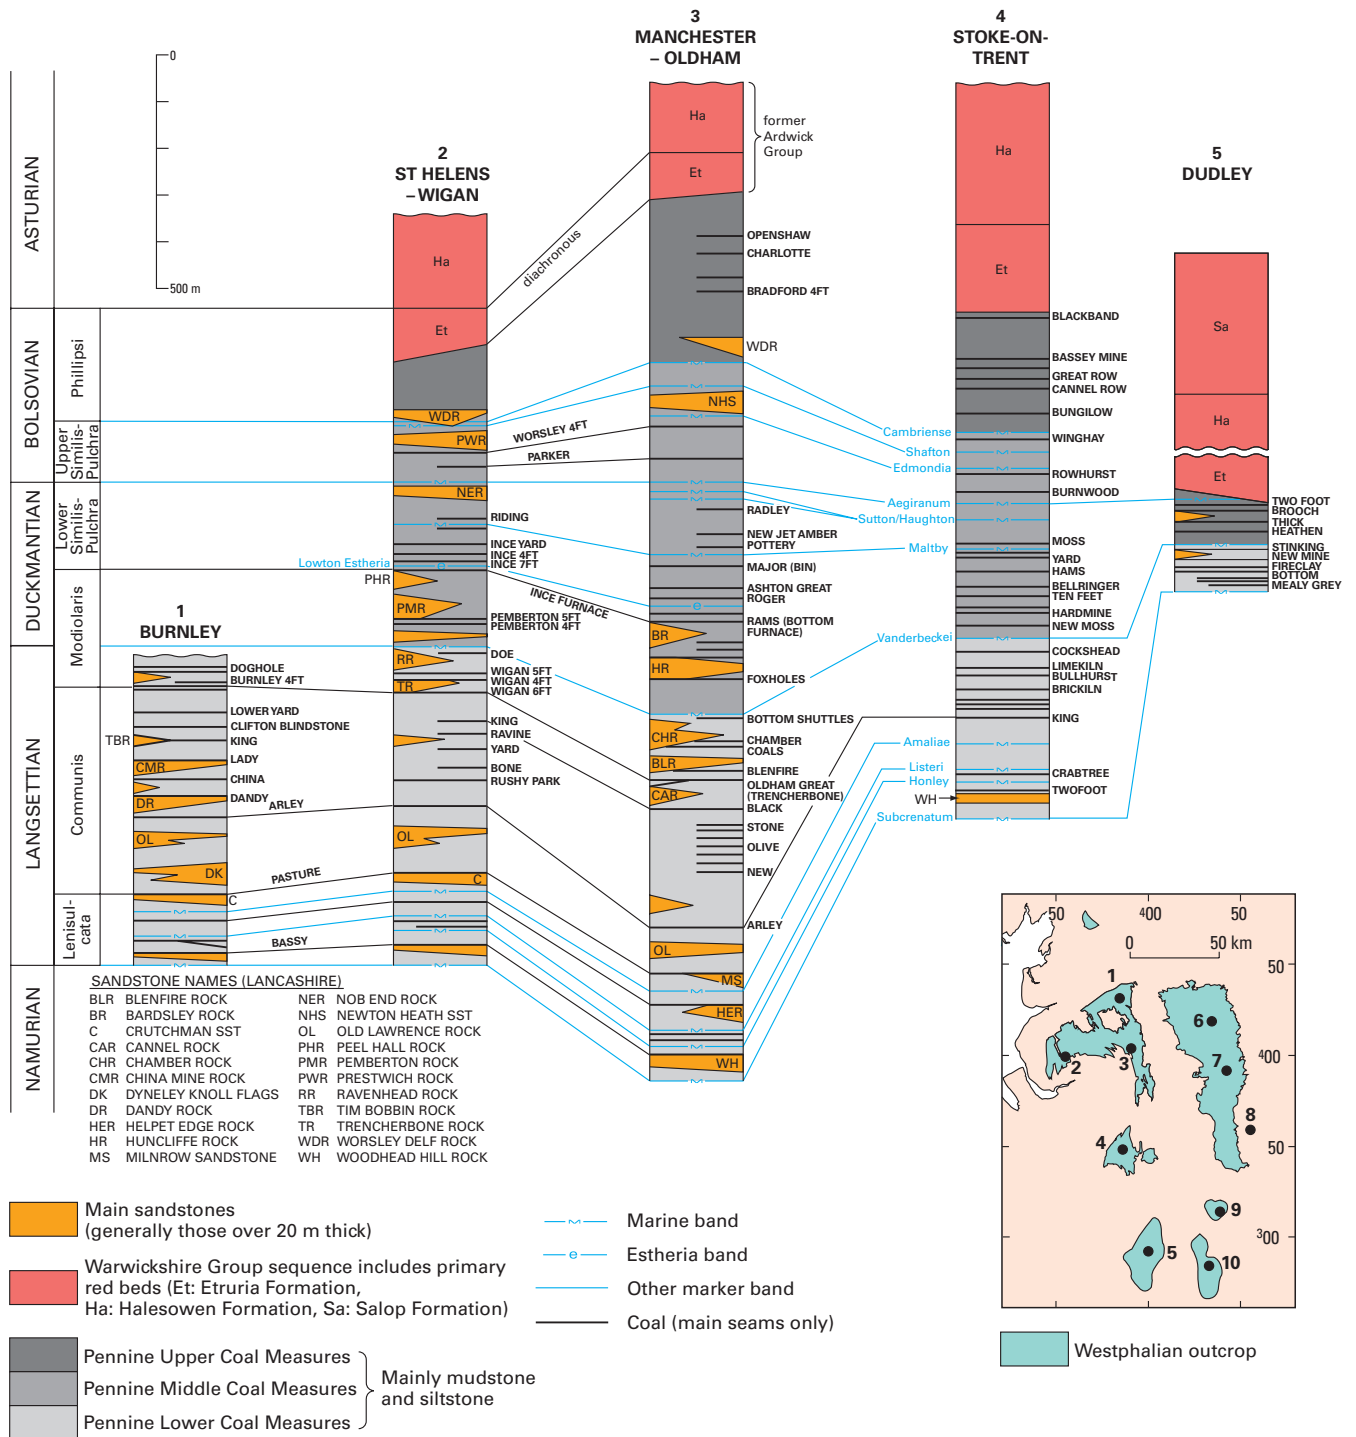 3
MANCHESTER
– OLDHAM
4
STOKE-ON-
TRENT
0
500 m
2
ST HELENS
– WIGAN
5
DUDLEY
1
BURNLEY
former
Ardwick
Group
ASTURIAN
BOLSOVIAN
DUCKMANTIAN
LANGSETTIAN
NAMURIAN
Phillipsi
Upper
Similis-
Pulchra
Lower
Similis-
Pulchra
Modiolaris
Communis
Lenisul-
cata
DOGHOLE
BURNLEY 4FT
LOWER YARD
CLIFTON BLINDSTONE
TBR
KING
LADY
CMR
CHINA
DANDY
DR
OL
DK
C
ARLEY
PASTURE
BASSY
Ha
Et
WDR
PWR
NER
RIDING
INCE YARD
INCE 4FT
INCE 7FT
Lowton Estheria
PHR
PMR
PEMBERTON 5FT
PEMBERTON 4FT
DOE
RR
WIGAN 5FT
WIGAN 4FT
WIGAN 6FT
TR
KING
RAVINE
YARD
BONE
RUSHY PARK
OL
C
diachronous
WORSLEY 4FT
PARKER
INCE FURNACE
Ha
Et
OPENSHAW
CHARLOTTE
BRADFORD 4FT
WDR
NHS
RADLEY
NEW JET AMBER
POTTERY
MAJOR (BIN)
ASHTON GREAT
ROGER
RAMS (BOTTOM
FURNACE)
BR
HR
FOXHOLES
BOTTOM SHUTTLES
CHR
CHAMBER
COALS
BLR
BLENFIRE
OLDHAM GREAT
(TRENCHERBONE)
CAR
BLACK
STONE
OLIVE
NEW
ARLEY
OL
MS
HER
WH
Cambriense
Shafton
Edmondia
Aegiranum
Sutton/Haughton
Maltby
Vanderbeckei
Amaliae
Listeri
Honley
WH
Subcrenatum
Ha
Et
BLACKBAND
BASSEY MINE
GREAT ROW
CANNEL ROW
BUNGILOW
WINGHAY
ROWHURST
BURNWOOD
MOSS
YARD
HAMS
BELLRINGER
TEN FEET
HARDMINE
NEW MOSS
COCKSHEAD
LIMEKILN
BULLHURST
BRICKILN
KING
CRABTREE
TWOFOOT
Sa
Ha
Et
TWO FOOT
BROOCH
THICK
HEATHEN
STINKING
NEW MINE
FIRECLAY
BOTTOM
MEALY GREY
SANDSTONE NAMES (LANCASHIRE)
BLR BLENFIRE ROCK
BR BARDSLEY ROCK
C CRUTCHMAN SST
CAR CANNEL ROCK
CHR CHAMBER ROCK
CMR CHINA MINE ROCK
DK DYNELEY KNOLL FLAGS
DR DANDY ROCK
HER HELPET EDGE ROCK
HR HUNCLIFFE ROCK
MS MILNROW SANDSTONE
NER NOB END ROCK
NHS NEWTON HEATH SST
OL OLD LAWRENCE ROCK
PHR PEEL HALL ROCK
PMR PEMBERTON ROCK
PWR PRESTWICH ROCK
RR RAVENHEAD ROCK
TBR TIM BOBBIN ROCK
TR TRENCHERBONE ROCK
WDR WORSLEY DELF ROCK
WH WOODHEAD HILL ROCK
50 400 50
0 50 km
50
400
50
300
1
2
3
4
5
6
7
8
9
10
Westphalian outcrop
Main sandstones
(generally those over 20 m thick)
Warwickshire Group sequence includes primary
red beds (Et: Etruria Formation,
Ha: Halesowen Formation, Sa: Salop Formation)
Pennine Upper Coal Measures
Pennine Middle Coal Measures
Pennine Lower Coal Measures
Mainly mudstone
and siltstone
M Marine band
e Estheria band
Other marker band
Coal (main seams only)